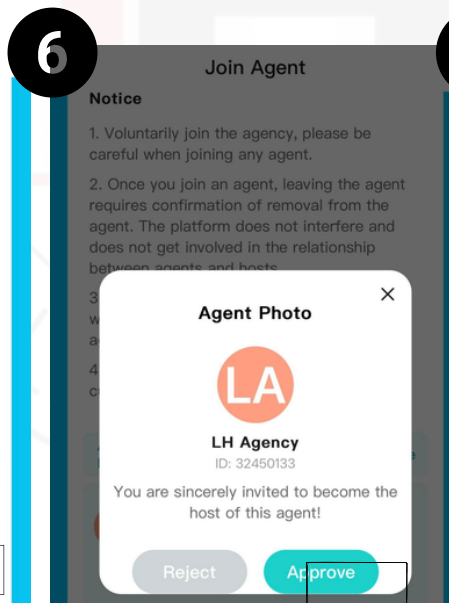 6
Join Agent
Notice
1. Voluntarily join the agency, please be
careful when joining any agent.
2. Once you join an agent, leaving the agent
requires confirmation of removal from the
agent. The platform does not interfere and
does not get involved in the relationship
between agents and hosts
3
w
a
4
c
Agent Photo
LA
LH Agency
ID: 32450133
You are sincerely invited to become the
host of this agent!
Reject Approve